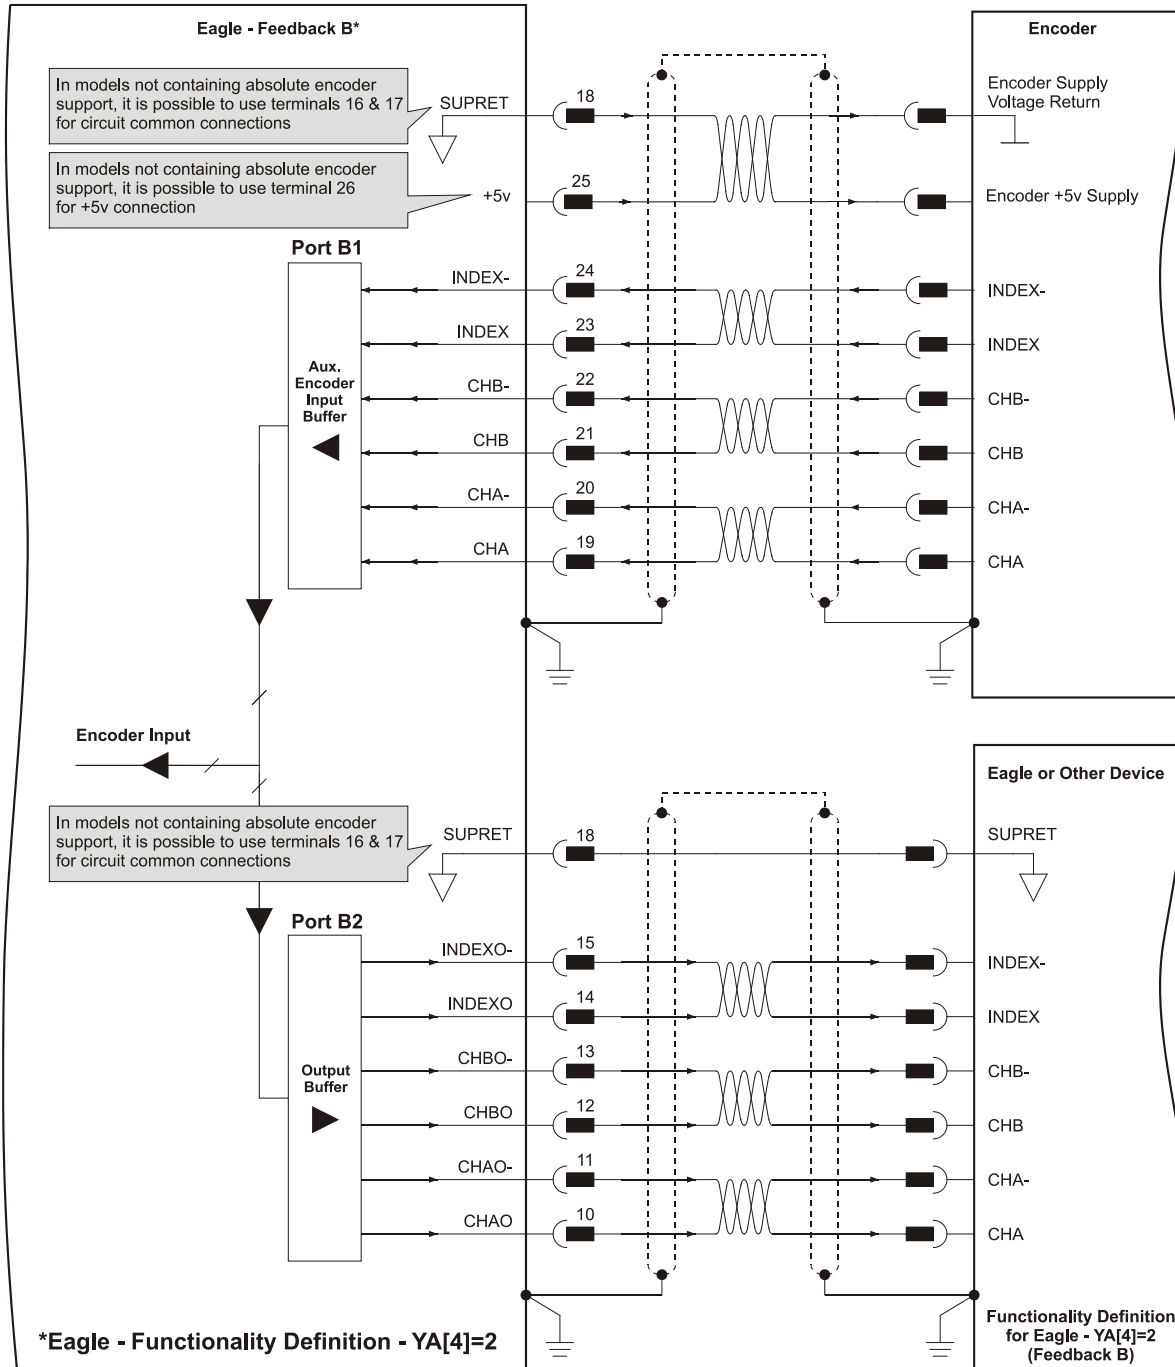 Eagle - Feedback B*
Encoder
In models not containing absolute encoder
support, it is possible to use terminals 16 & 17
for circuit common connections
SUPRET
18
Encoder Supply
Voltage Return
In models not containing absolute encoder
support, it is possible to use terminal 26
for +5v connection
+5v
25
Encoder +5v Supply
Port B1
INDEX-
24
INDEX-
INDEX
23
INDEX
Aux.
Encoder
Input
Buffer
CHB-
22
CHB-
CHB
21
CHB
CHA-
20
CHA-
CHA
19
CHA
Encoder Input
Eagle or Other Device
In models not containing absolute encoder
support, it is possible to use terminals 16 & 17
for circuit common connections
SUPRET
18
SUPRET
Port B2
INDEXO-
15
INDEX-
INDEXO
14
INDEX
Output
Buffer
CHBO-
13
CHB-
CHBO
12
CHB
CHAO-
11
CHA-
CHAO
10
CHA
*Eagle - Functionality Definition - YA[4]=2
Functionality Definition
for Eagle - YA[4]=2
(Feedback B)